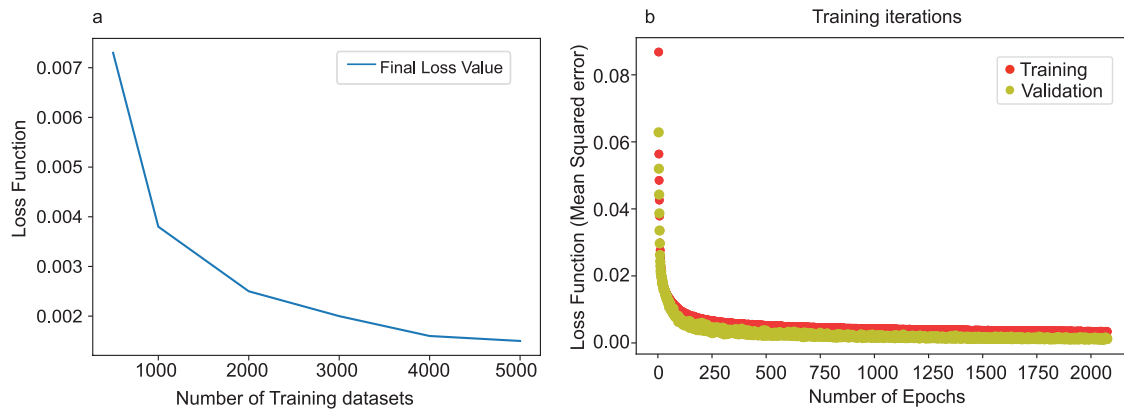 a
Loss Function
0.007
0.006
0.005
0.004
0.003
0.002
Final Loss Value
1000 2000 3000 4000 5000
Number of Training datasets
b
Training iterations
Loss Function (Mean Squared error)
0.08
0.06
0.04
0.02
0.00
Training
Validation
0 250 500 750 1000 1250 1500 1750 2000
Number of Epochs